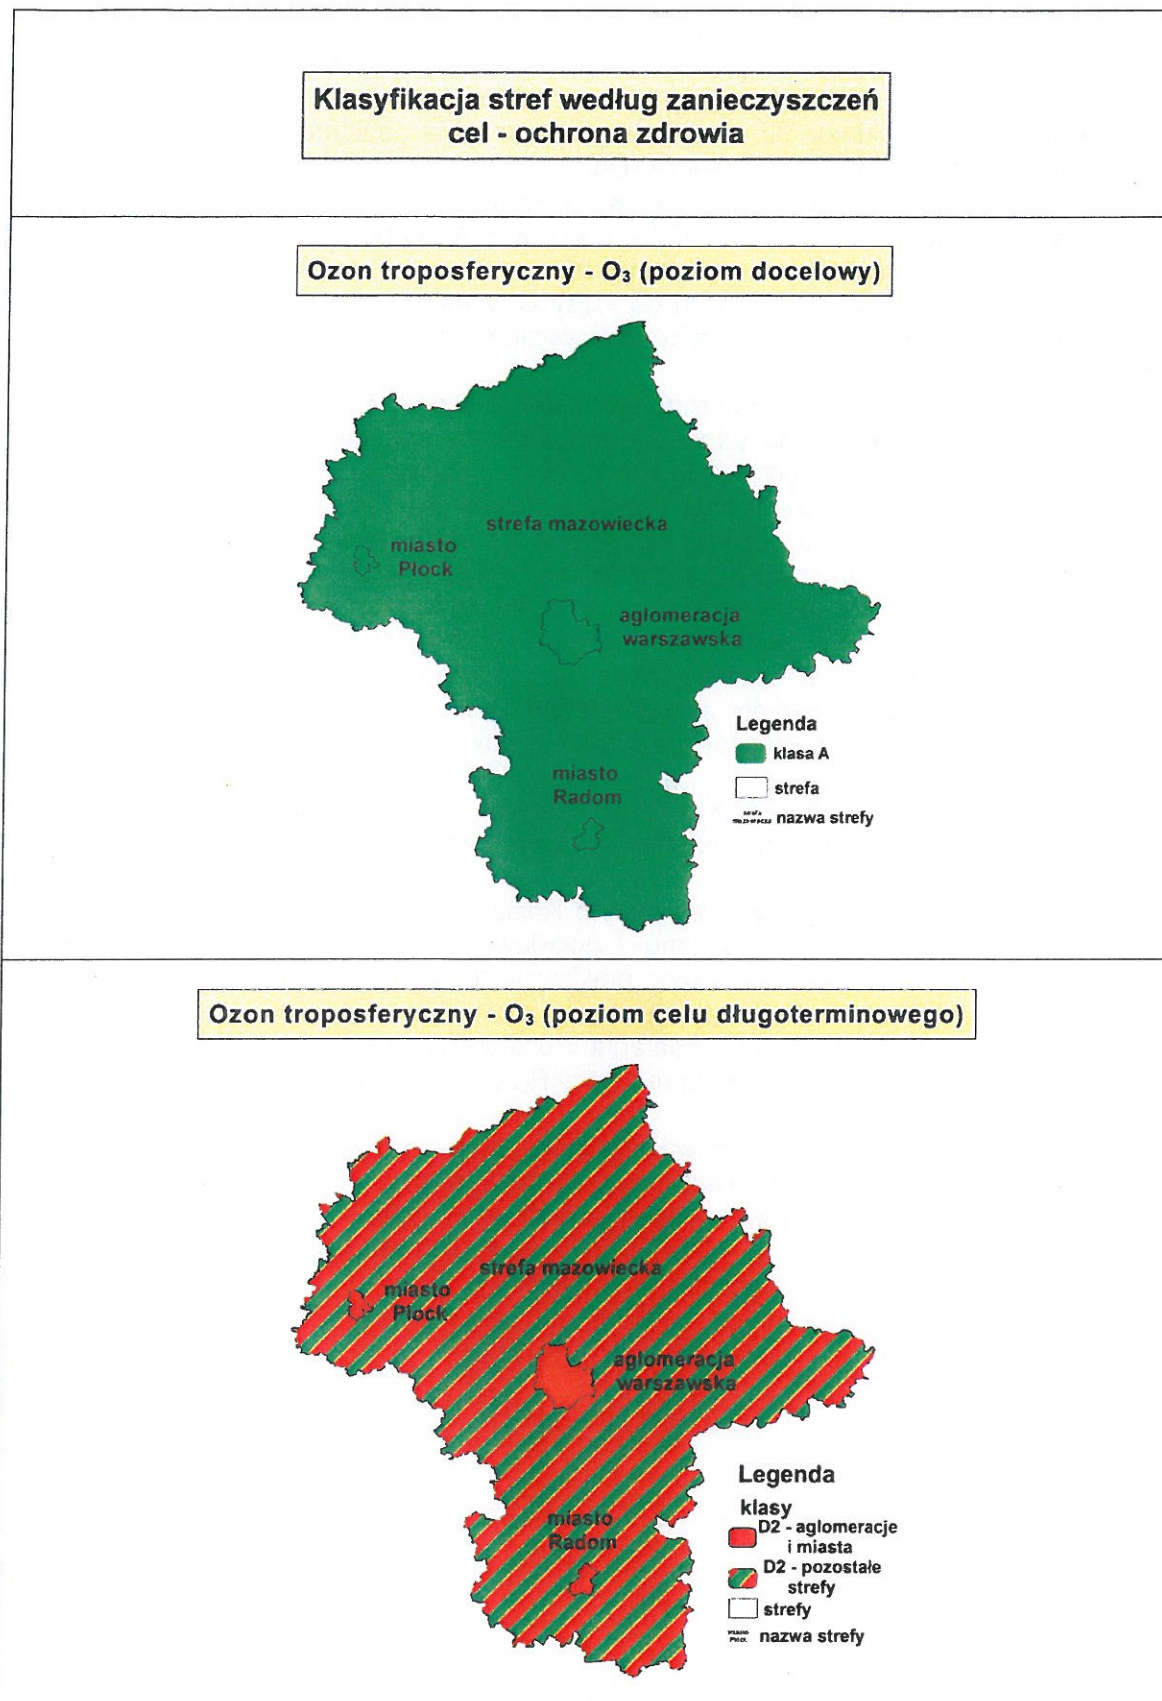 Klasyfikacja stref według zanieczyszczeń
cel - ochrona zdrowia
Ozon troposferyczny - O₃ (poziom docelowy)
strefa mazowiecka
miasto
Płock
aglomeracja
warszawska
miasto
Radom
Legenda
klasa A
strefa
nazwa strefy
Ozon troposferyczny - O₃ (poziom celu długoterminowego)
strefa mazowiecka
miasto
Płock
aglomeracja
warszawska
miasto
Radom
Legenda
klasy
D2 - aglomeracje
i miasta
D2 - pozostałe
strefy
strefy
nazwa strefy